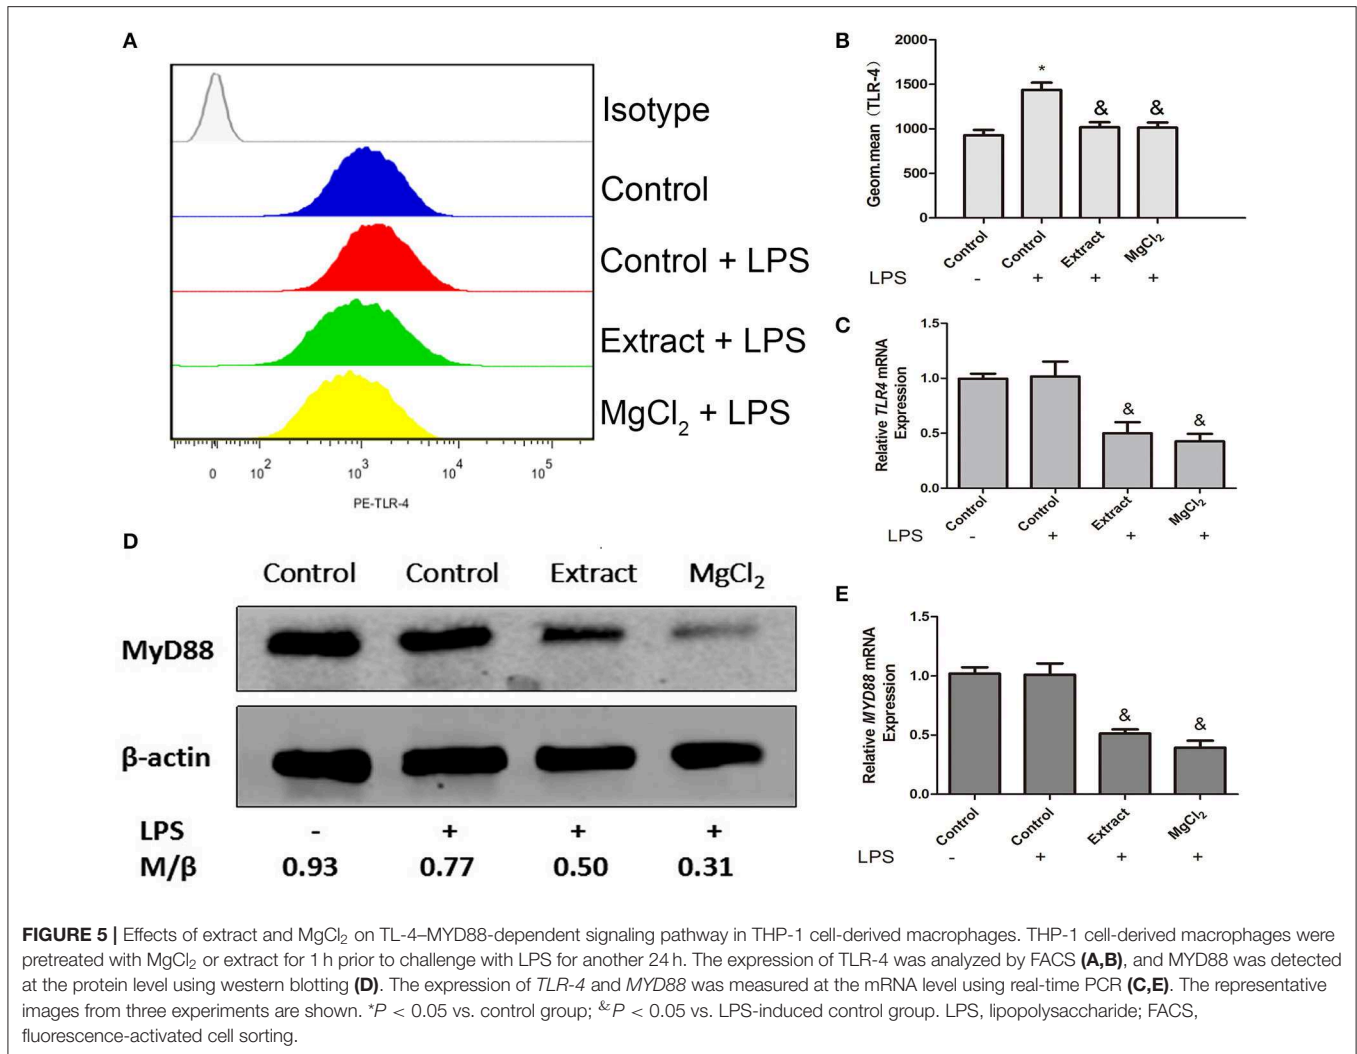 A
Isotype
Control
Control + LPS
Extract + LPS
MgCl₂ + LPS
0 10² 10³ 10⁴ 10⁵
PE-TLR-4
B
2000
1500
1000
500
0
Geom.mean (TLR-4)
* & &
Control Control Extract MgCl₂
LPS - + + +
C
1.5
1.0
0.5
0.0
Relative TLR4 mRNA
Expression
& &
Control Control Extract MgCl₂
LPS - + + +
D
Control Control Extract MgCl₂
MyD88
β-actin
LPS - + + +
M/β 0.93 0.77 0.50 0.31
E
1.5
1.0
0.5
0.0
Relative MYD88 mRNA
Expression
& &
Control Control Extract MgCl₂
LPS - + + +
FIGURE 5 | Effects of extract and MgCl₂ on TL-4–MYD88-dependent signaling pathway in THP-1 cell-derived macrophages. THP-1 cell-derived macrophages were
pretreated with MgCl₂ or extract for 1 h prior to challenge with LPS for another 24 h. The expression of TLR-4 was analyzed by FACS (A,B), and MYD88 was detected
at the protein level using western blotting (D). The expression of TLR-4 and MYD88 was measured at the mRNA level using real-time PCR (C,E). The representative
images from three experiments are shown. *P < 0.05 vs. control group; &P < 0.05 vs. LPS-induced control group. LPS, lipopolysaccharide; FACS,
fluorescence-activated cell sorting.